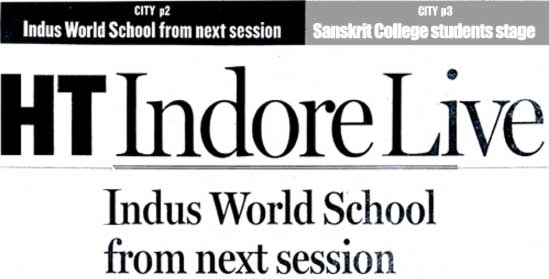 CITY p2
Indus World School from next session
CITY p3
Sanskrit College students stage
HT Indore Live
Indus World School
from next session